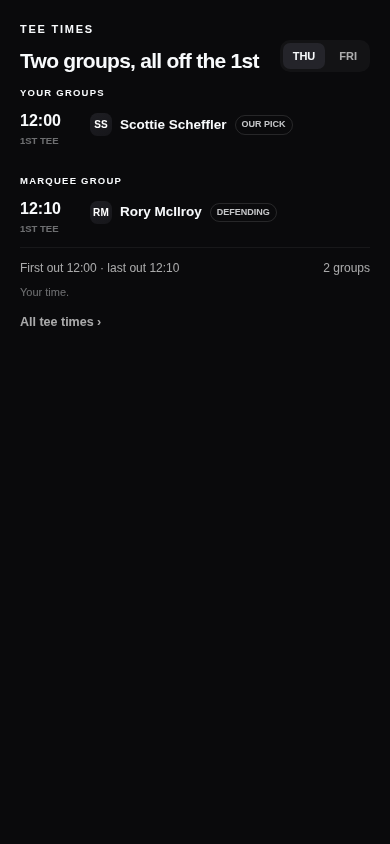 TEE TIMES
Two groups, all off the 1st
THU FRI
YOUR GROUPS
12:00 SS Scottie Scheffler OUR PICK
1ST TEE
MARQUEE GROUP
12:10 RM Rory McIlroy DEFENDING
1ST TEE
First out 12:00 · last out 12:10 2 groups
Your time.
All tee times ›